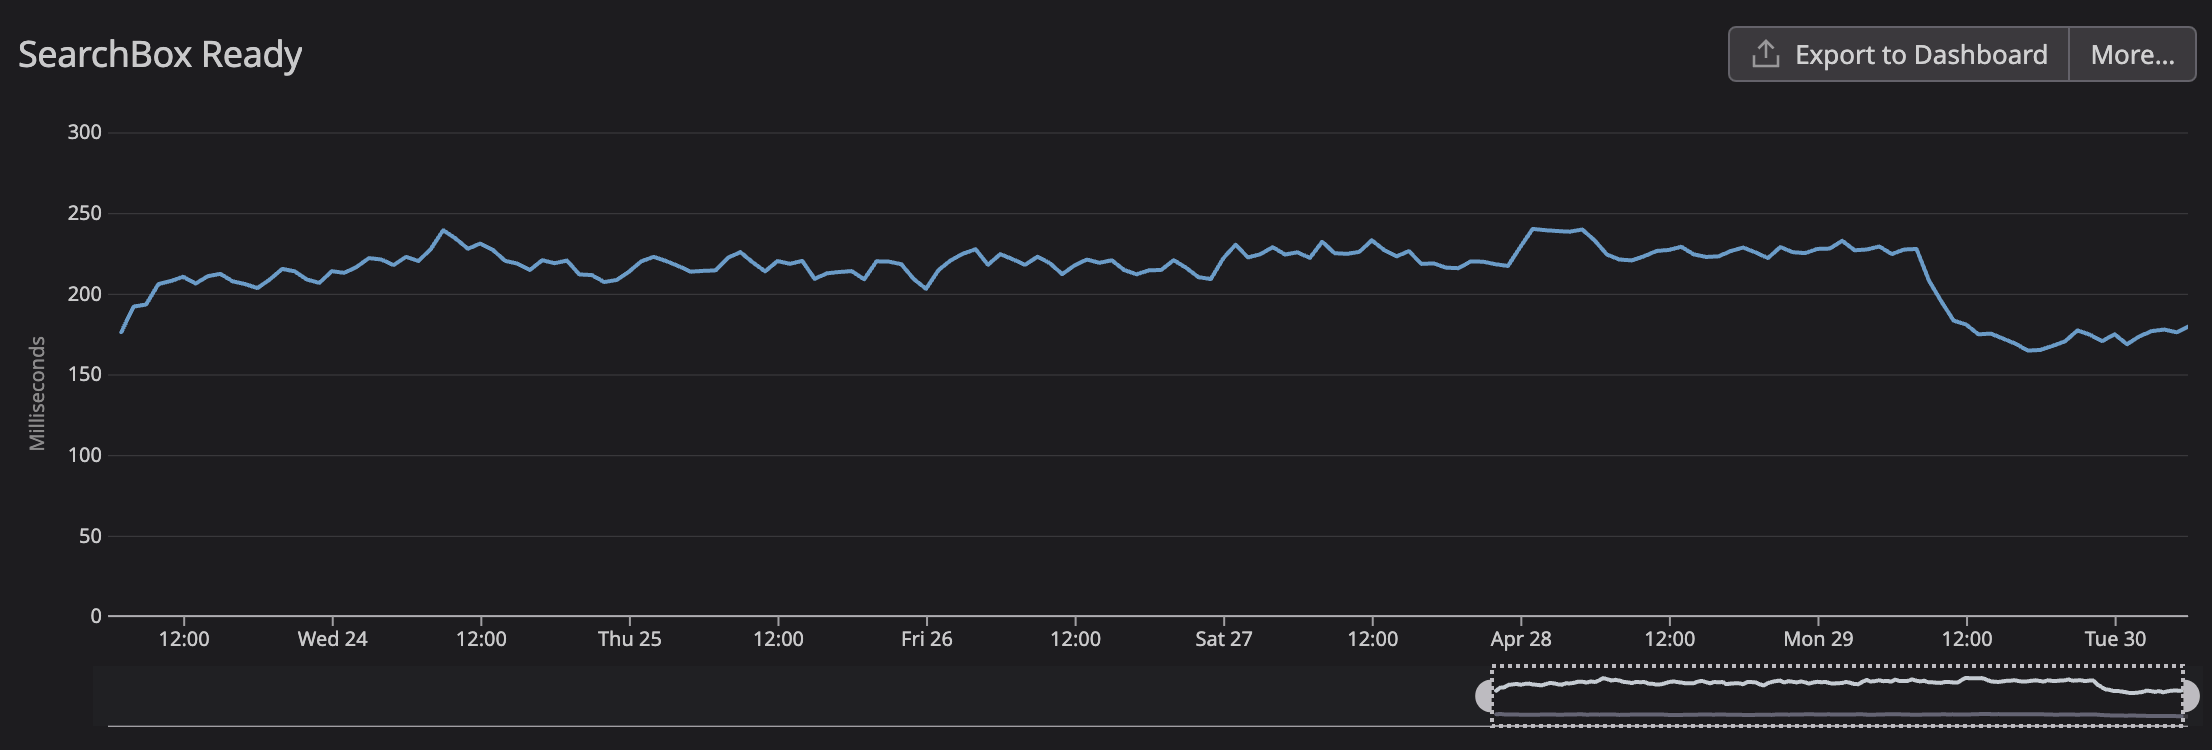 SearchBox Ready
Export to Dashboard
More...
Milliseconds
300
250
200
150
100
50
0
12:00 Wed 24 12:00 Thu 25 12:00 Fri 26 12:00 Sat 27 12:00 Apr 28 12:00 Mon 29 12:00 Tue 30